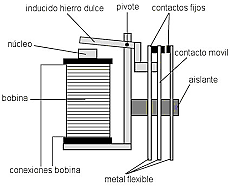 inducido hierro dulce
pivote
contactos fijos
núcleo
contacto movil
aislante
bobina
conexiones bobina
metal flexible